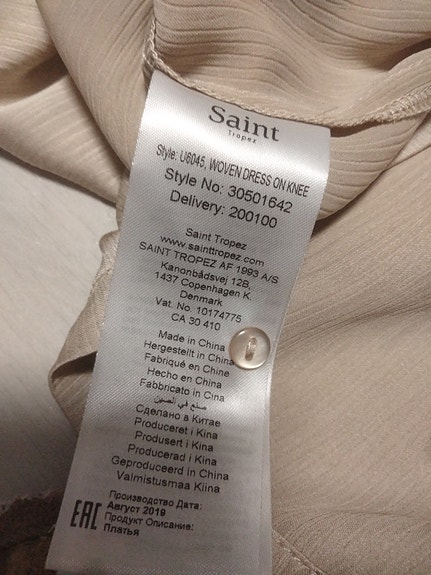 Saint
Tropez
Style: U6045, WOVEN DRESS ON KNEE
Style No: 30501642
Delivery: 200100
Saint Tropez
www.sainttropez.com
SAINT TROPEZ AF 1993 A/S
Kanonbådsvej 12B,
1437 Copenhagen K.
Denmark
Vat. No. 10174775
CA 30 410
Made in China
Hergestellt in China
Fabriqué en Chine
Hecho en China
Fabbricato in Cina
صنع في الصين
Сделано в Китае
Produceret i Kina
Produsert i Kina
Producerad i Kina
Geproduceerd in China
Valmistusmaa Kiina
Производство Дата:
Август 2019
EAC Продукт Описание:
Платья